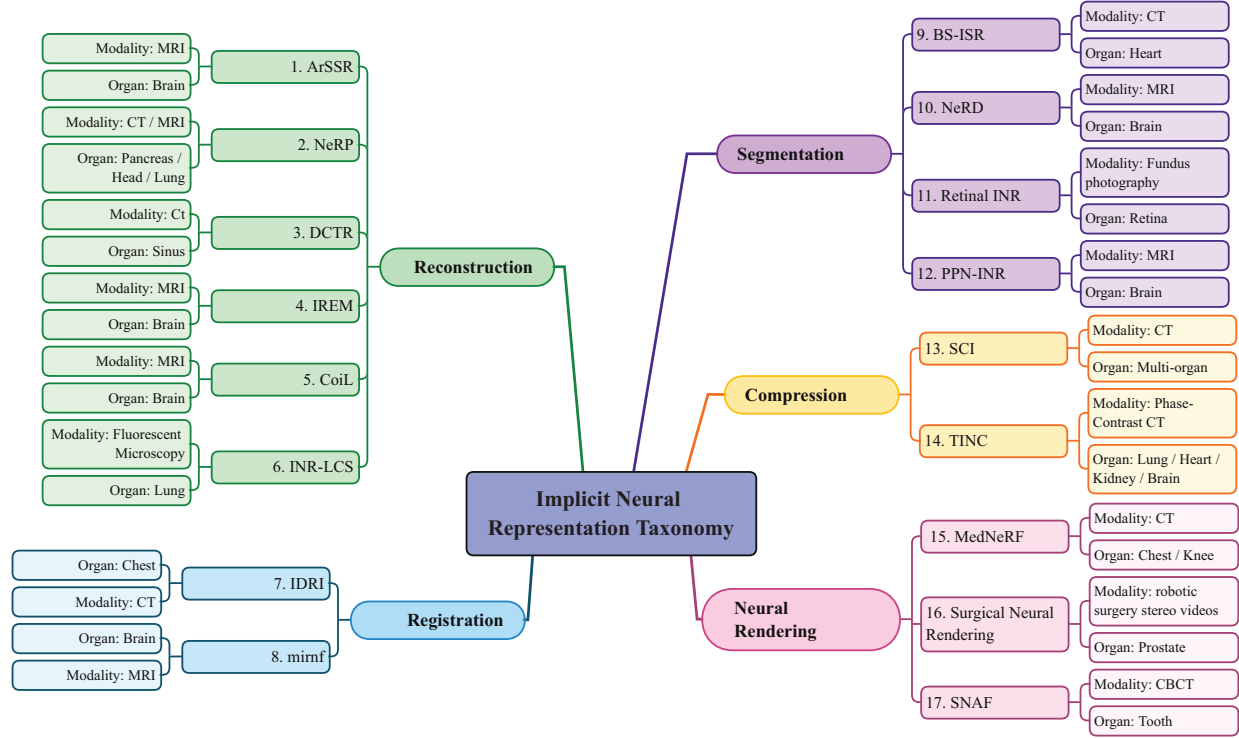 Implicit Neural
Representation Taxonomy
Reconstruction
1. ArSSR
Modality: MRI
Organ: Brain
2. NeRP
Modality: CT / MRI
Organ: Pancreas /
Head / Lung
3. DCTR
Modality: Ct
Organ: Sinus
4. IREM
Modality: MRI
Organ: Brain
5. CoiL
Modality: MRI
Organ: Brain
6. INR-LCS
Modality: Fluorescent
Microscopy
Organ: Lung
Registration
7. IDRI
Organ: Chest
Modality: CT
8. mirnf
Organ: Brain
Modality: MRI
Segmentation
9. BS-ISR
Modality: CT
Organ: Heart
10. NeRD
Modality: MRI
Organ: Brain
11. Retinal INR
Modality: Fundus
photography
Organ: Retina
12. PPN-INR
Modality: MRI
Organ: Brain
Compression
13. SCI
Modality: CT
Organ: Multi-organ
14. TINC
Modality: Phase-
Contrast CT
Organ: Lung / Heart /
Kidney / Brain
Neural
Rendering
15. MedNeRF
Modality: CT
Organ: Chest / Knee
16. Surgical Neural
Rendering
Modality: robotic
surgery stereo videos
Organ: Prostate
17. SNAF
Modality: CBCT
Organ: Tooth